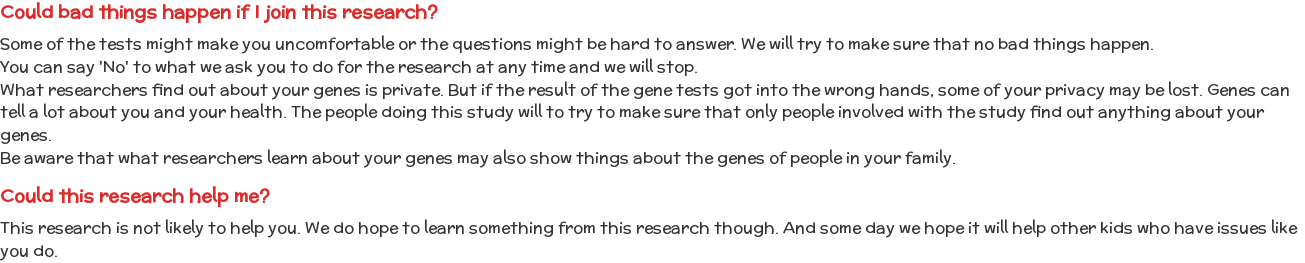 Could bad things happen if I join this research?
Some of the tests might make you uncomfortable or the questions might be hard to answer. We will try to make sure that no bad things happen.
You can say 'No' to what we ask you to do for the research at any time and we will stop.
What researchers find out about your genes is private. But if the result of the gene tests got into the wrong hands, some of your privacy may be lost. Genes can
tell a lot about you and your health. The people doing this study will to try to make sure that only people involved with the study find out anything about your
genes.
Be aware that what researchers learn about your genes may also show things about the genes of people in your family.
Could this research help me?
This research is not likely to help you. We do hope to learn something from this research though. And some day we hope it will help other kids who have issues like
you do.